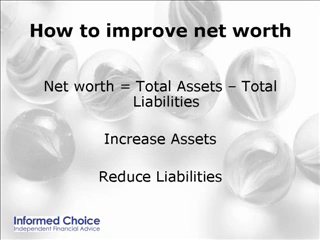 How to improve net worth
Net worth = Total Assets – Total
Liabilities
Increase Assets
Reduce Liabilities
Informed Choice
Independent Financial Advice